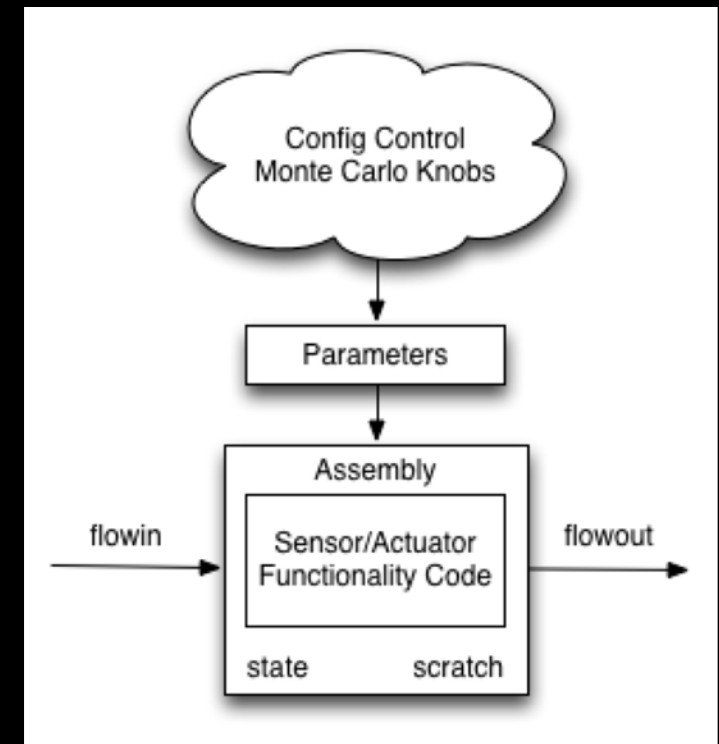 Config Control
Monte Carlo Knobs
Parameters
Assembly
flowin
Sensor/Actuator
Functionality Code
flowout
state
scratch